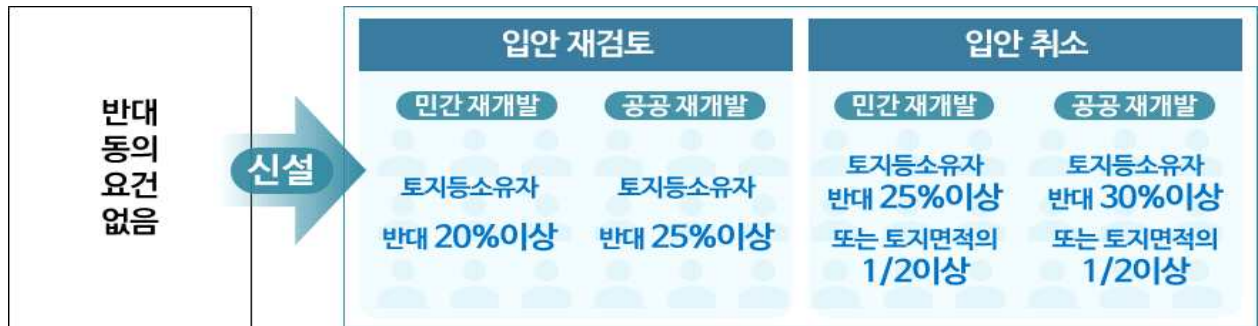 반대
동의
요건
없음
신설
입안 재검토
민간 재개발
토지등소유자
반대 20%이상
공공 재개발
토지등소유자
반대 25%이상
입안 취소
민간 재개발
토지등소유자
반대 25%이상
또는 토지면적의
1/2이상
공공 재개발
토지등소유자
반대 30%이상
또는 토지면적의
1/2이상